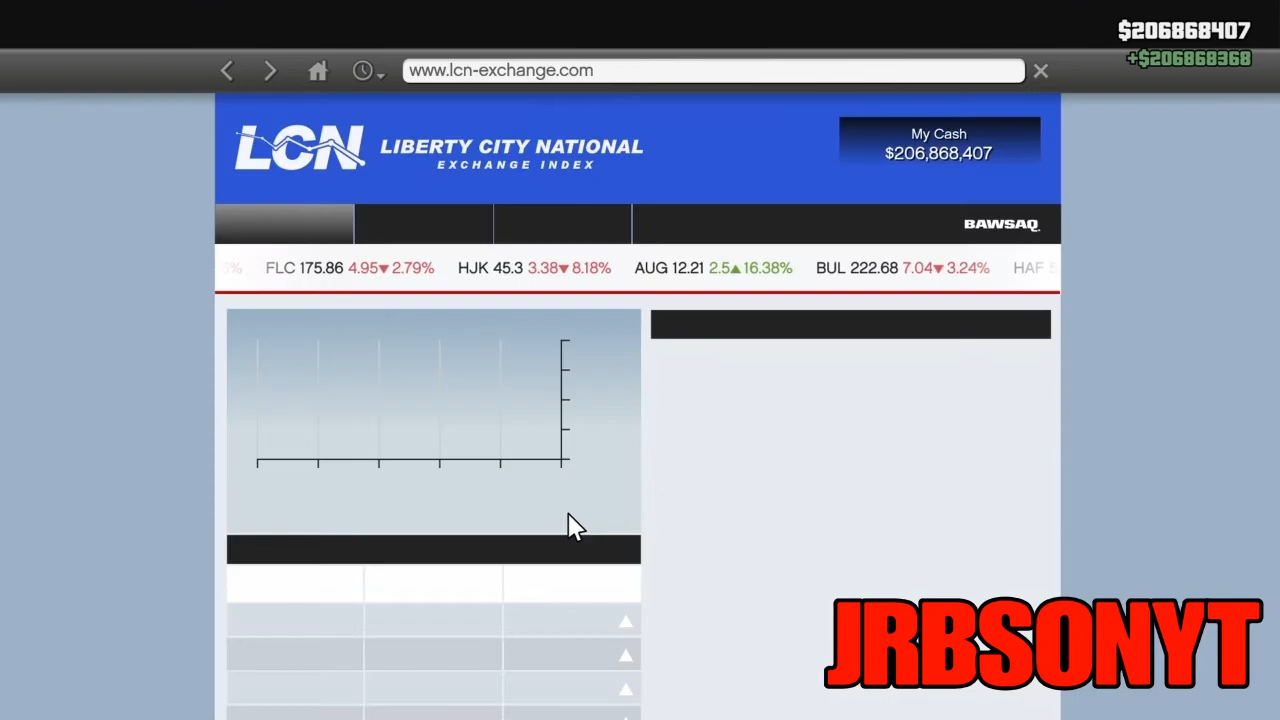 $206868407
+$206868368
www.lcn-exchange.com
LCN LIBERTY CITY NATIONAL
EXCHANGE INDEX
My Cash
$206,868,407
BAWSAQ
FLC 175.86 4.95▼2.79% HJK 45.3 3.38▼8.18% AUG 12.21 2.5▲16.38% BUL 222.68 7.04▼3.24% HAF
JRBSONYT